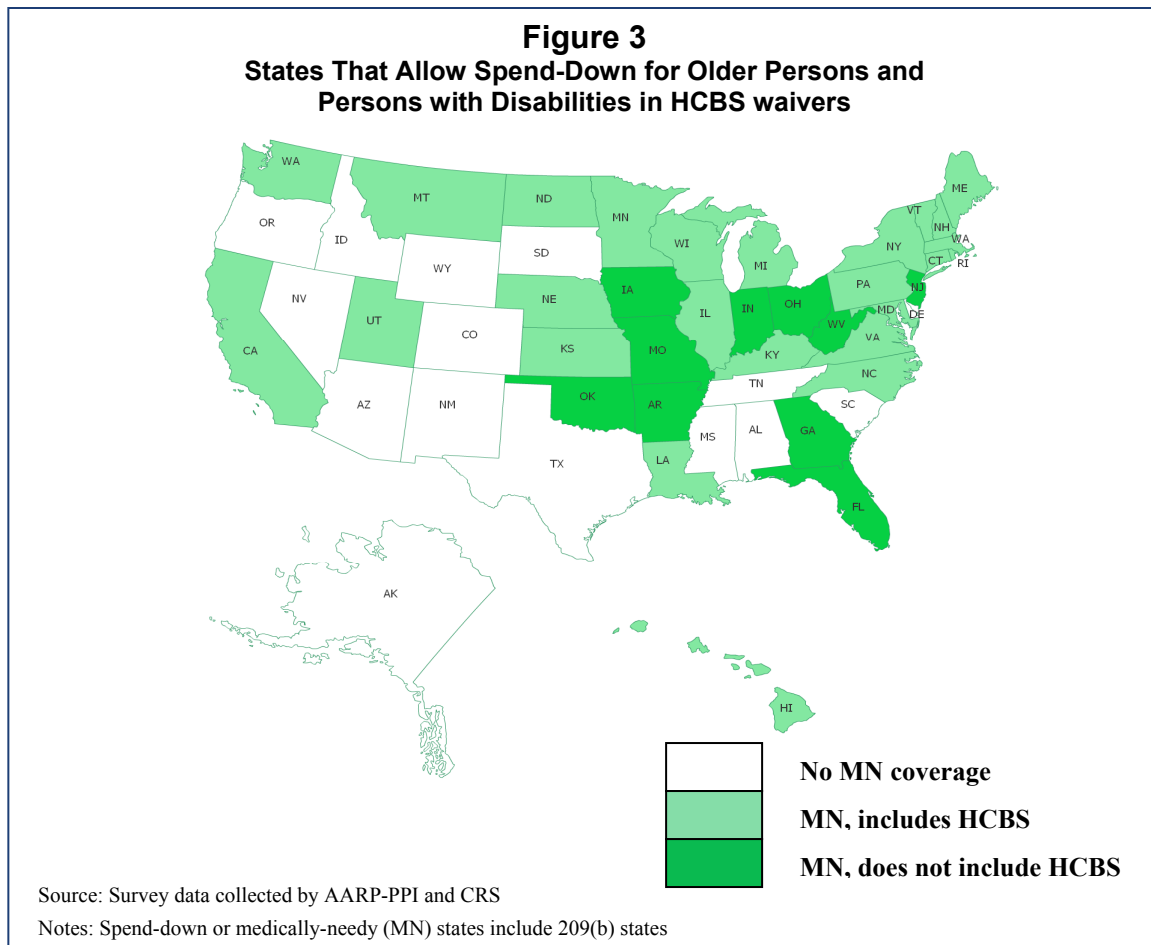 Figure 3
States That Allow Spend-Down for Older Persons and
Persons with Disabilities in HCBS waivers
WA
MT
ND
MN
ME
VT
NH
OR
ID
SD
WI
NY
WA
WY
MI
CT
RI
NV
NE
IA
PA
NJ
UT
CO
IL
IN
OH
MD
DE
CA
KS
MO
WV
VA
KY
NC
AZ
NM
OK
AR
TN
SC
MS
AL
GA
TX
LA
FL
AK
HI
No MN coverage
MN, includes HCBS
MN, does not include HCBS
Source: Survey data collected by AARP-PPI and CRS
Notes: Spend-down or medically-needy (MN) states include 209(b) states